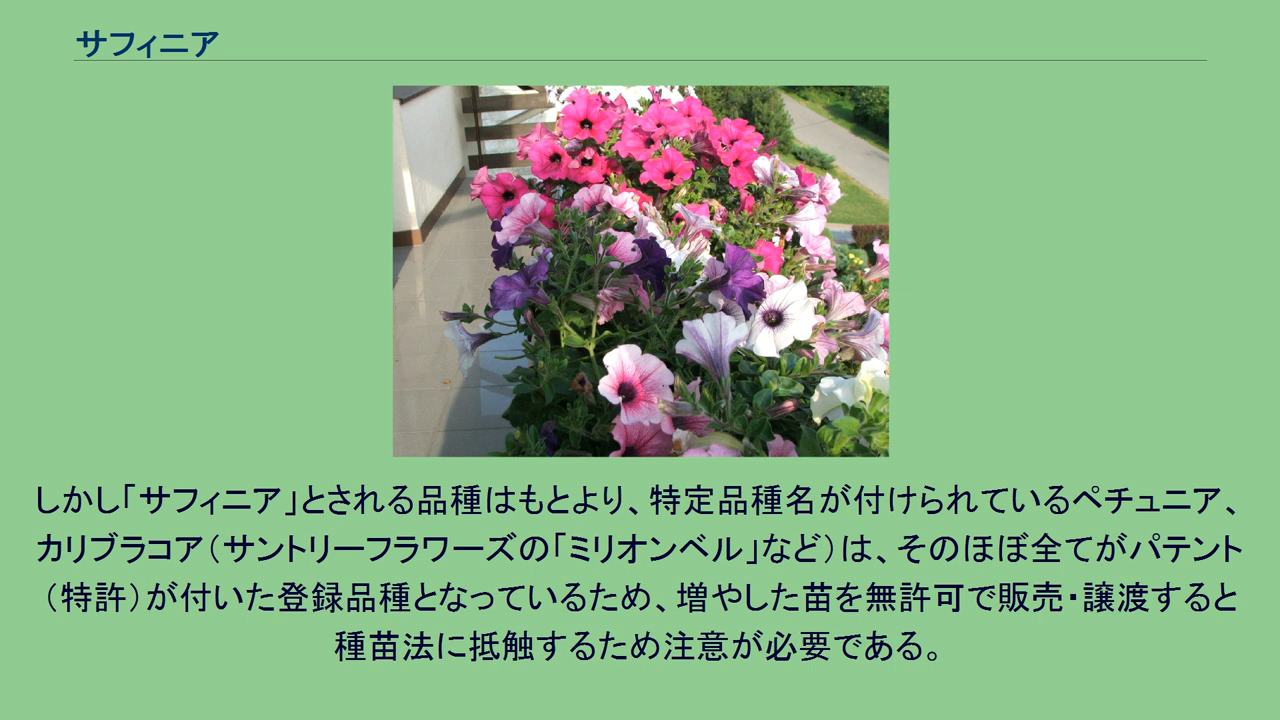 サフィニア
しかし「サフィニア」とされる品種はもとより、特定品種名が付けられているペチュニア、
カリブラコア（サントリーフラワーズの「ミリオンベル」など）は、そのほぼ全てがパテント
（特許）が付いた登録品種となっているため、増やした苗を無許可で販売・譲渡すると
種苗法に抵触するため注意が必要である。